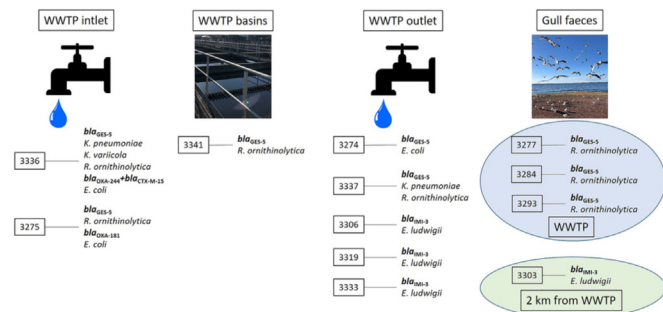 WWTP intlet
WWTP basins
WWTP outlet
Gull faeces
3336
blaGES-5
K. pneumoniae
K. variicola
R. ornithinolytica
blaOXA-244+blaCTX-M-15
E. coli
3275
blaGES-5
R. ornithinolytica
blaOXA-181
E. coli
3341
blaGES-5
R. ornithinolytica
3274
blaGES-5
E. coli
3337
blaGES-5
K. pneumoniae
R. ornithinolytica
3306
blaIMI-3
E. ludwigii
3319
blaIMI-3
E. ludwigii
3333
blaIMI-3
E. ludwigii
3277
blaGES-5
R. ornithinolytica
3284
blaGES-5
R. ornithinolytica
3293
blaGES-5
R. ornithinolytica
WWTP
3303
blaIMI-3
E. ludwigii
2 km from WWTP